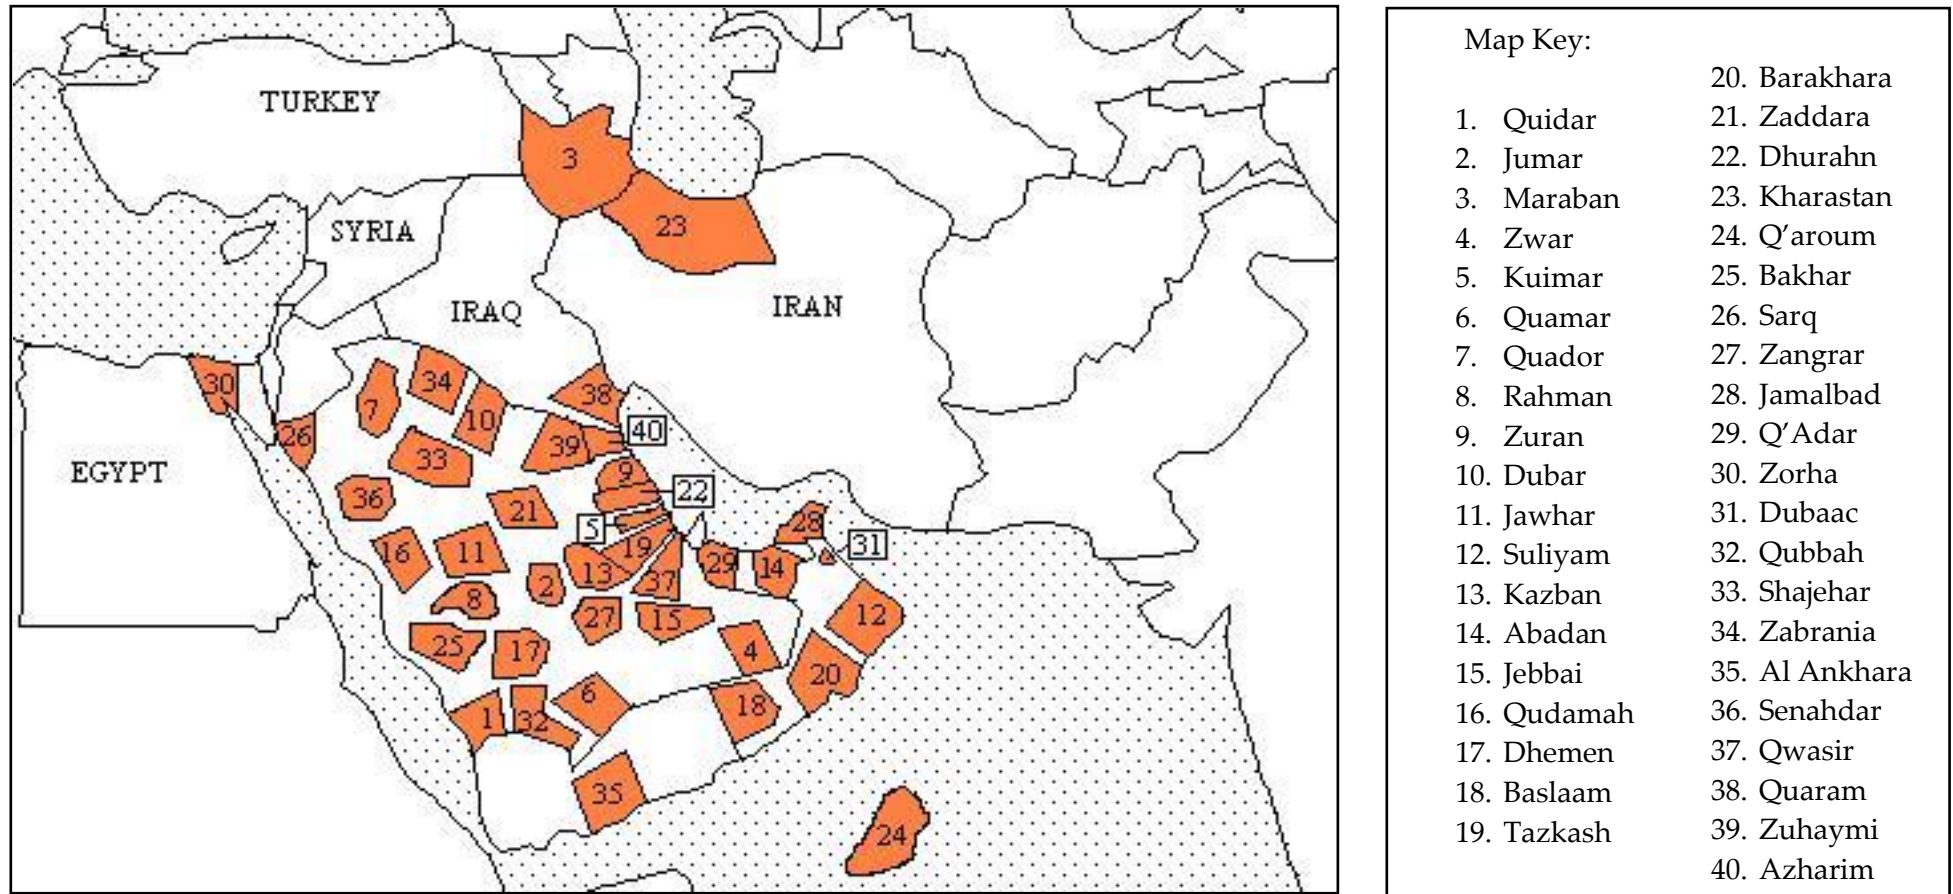 TURKEY
SYRIA
IRAQ
IRAN
EGYPT
3
23
30
34
7
10
38
26
39
40
33
9
36
21
22
5
28
16
11
19
31
13
29
14
2
37
8
27
15
12
25
17
4
20
6
18
1
32
35
24
Map Key:
1. Quidar
2. Jumar
3. Maraban
4. Zwar
5. Kuimar
6. Quamar
7. Quador
8. Rahman
9. Zuran
10. Dubar
11. Jawhar
12. Suliyam
13. Kazban
14. Abadan
15. Jebbai
16. Qudamah
17. Dhemen
18. Baslaam
19. Tazkash
20. Barakhara
21. Zaddara
22. Dhurahn
23. Kharastan
24. Q’aroum
25. Bakhar
26. Sarq
27. Zangrar
28. Jamalbad
29. Q’Adar
30. Zorha
31. Dubaac
32. Qubbah
33. Shajehar
34. Zabrania
35. Al Ankhara
36. Senahdar
37. Qwasir
38. Quaram
39. Zuhaymi
40. Azharim